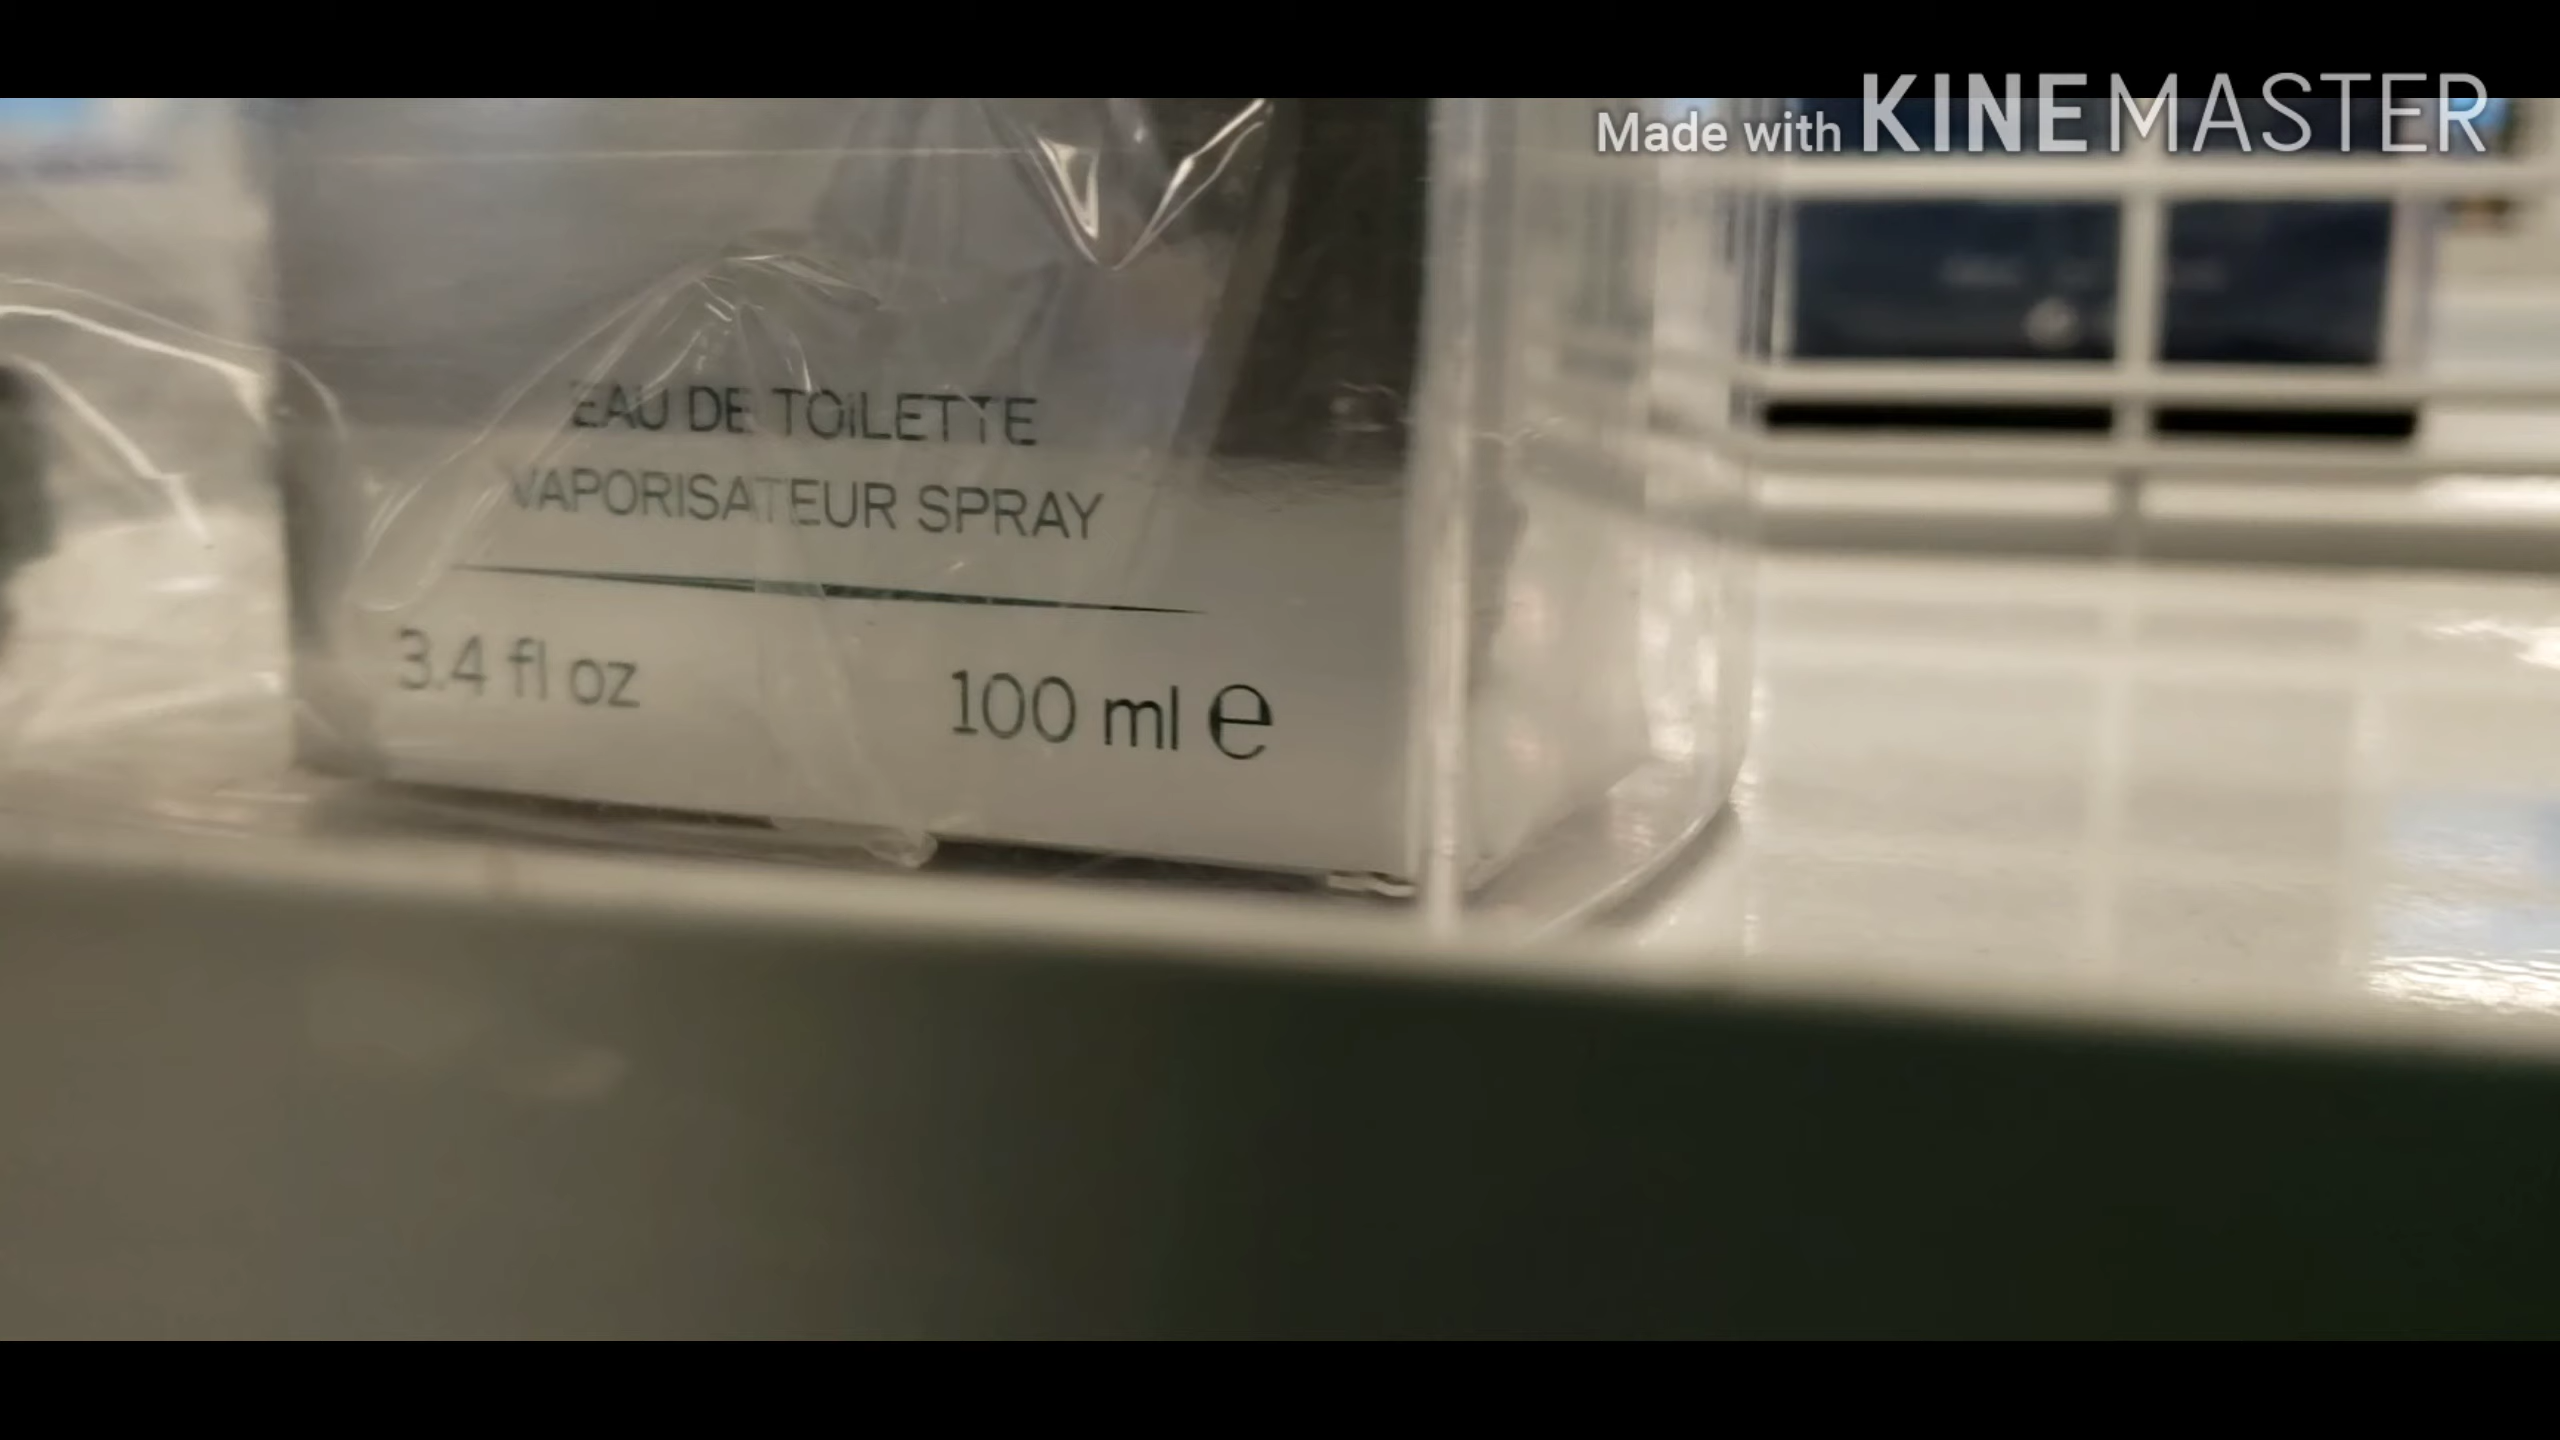 Made with KINEMASTER
EAU DE TOILETTE
VAPORISATEUR SPRAY
3.4 fl oz
100 ml e